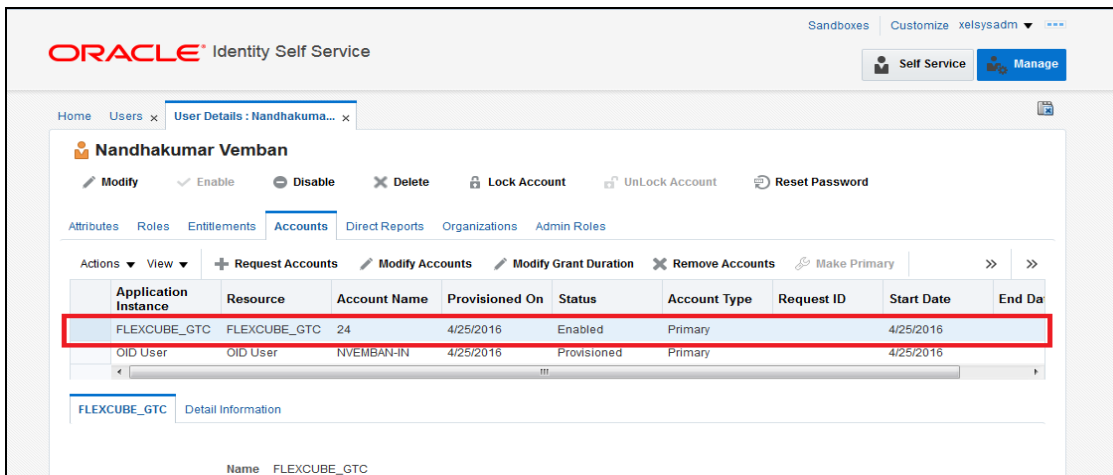 Sandboxes Customize xelsysadm
ORACLE Identity Self Service
Self Service Manage
Home Users x User Details : Nandhakuma... x
Nandhakumar Vemban
Modify Enable Disable Delete Lock Account UnLock Account Reset Password
Attributes Roles Entitlements Accounts Direct Reports Organizations Admin Roles
Actions View Request Accounts Modify Accounts Modify Grant Duration Remove Accounts Make Primary » »
Application Instance Resource Account Name Provisioned On Status Account Type Request ID Start Date End Da
FLEXCUBE_GTC FLEXCUBE_GTC 24 4/25/2016 Enabled Primary 4/25/2016
OID User OID User NVEMBAN-IN 4/25/2016 Provisioned Primary 4/25/2016
FLEXCUBE_GTC Detail Information
Name FLEXCUBE_GTC